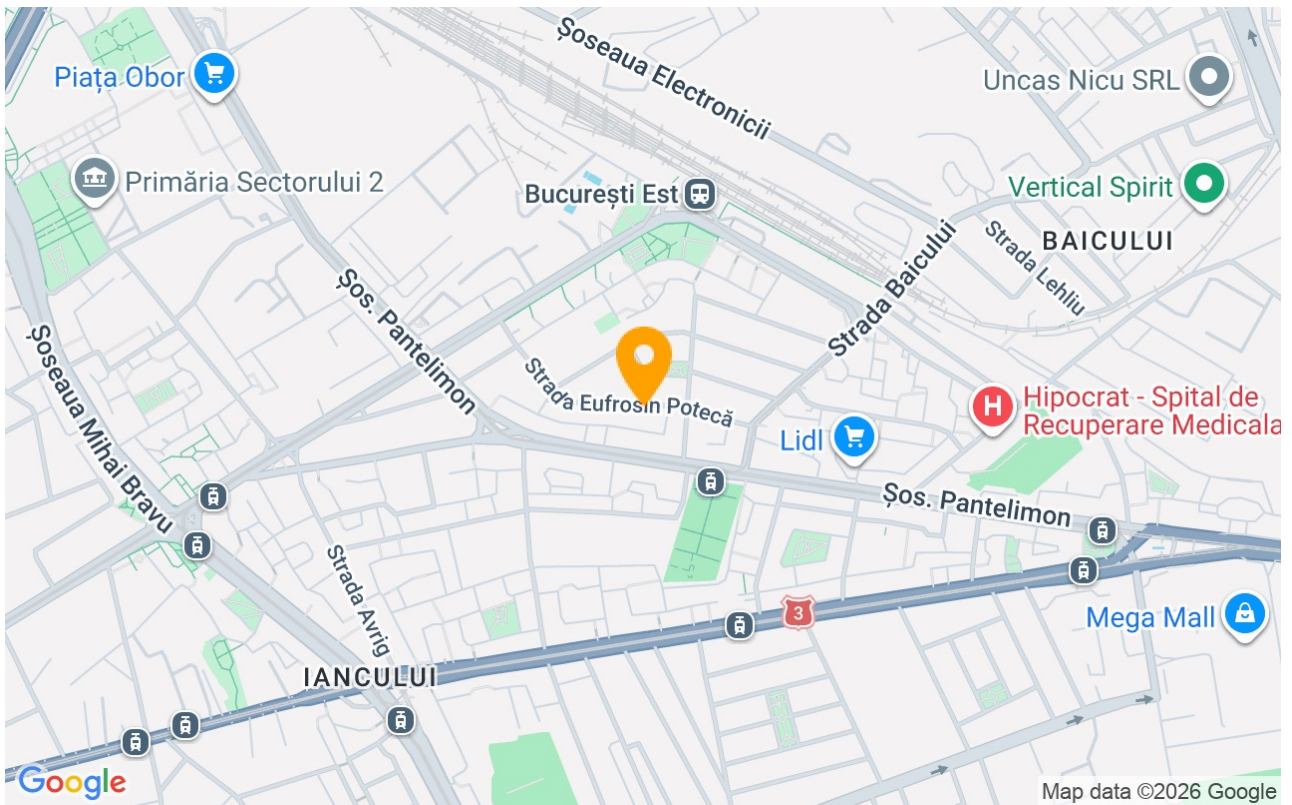 Șoseaua Electronicii
Piața Obor
Uncas Nicu SRL
Primăria Sectorului 2
București Est
Vertical Spirit
BAICULUI
Strada Lehliu
Strada Baicului
Șos. Pantelimon
Șoseaua Mihai Bravu
Strada Eufrosin Potecă
Hipocrat - Spital de
Recuperare Medicala
H
Lidl
Șos. Pantelimon
Strada Avrig
3
Mega Mall
IANCULUI
Google
Map data ©2026 Google